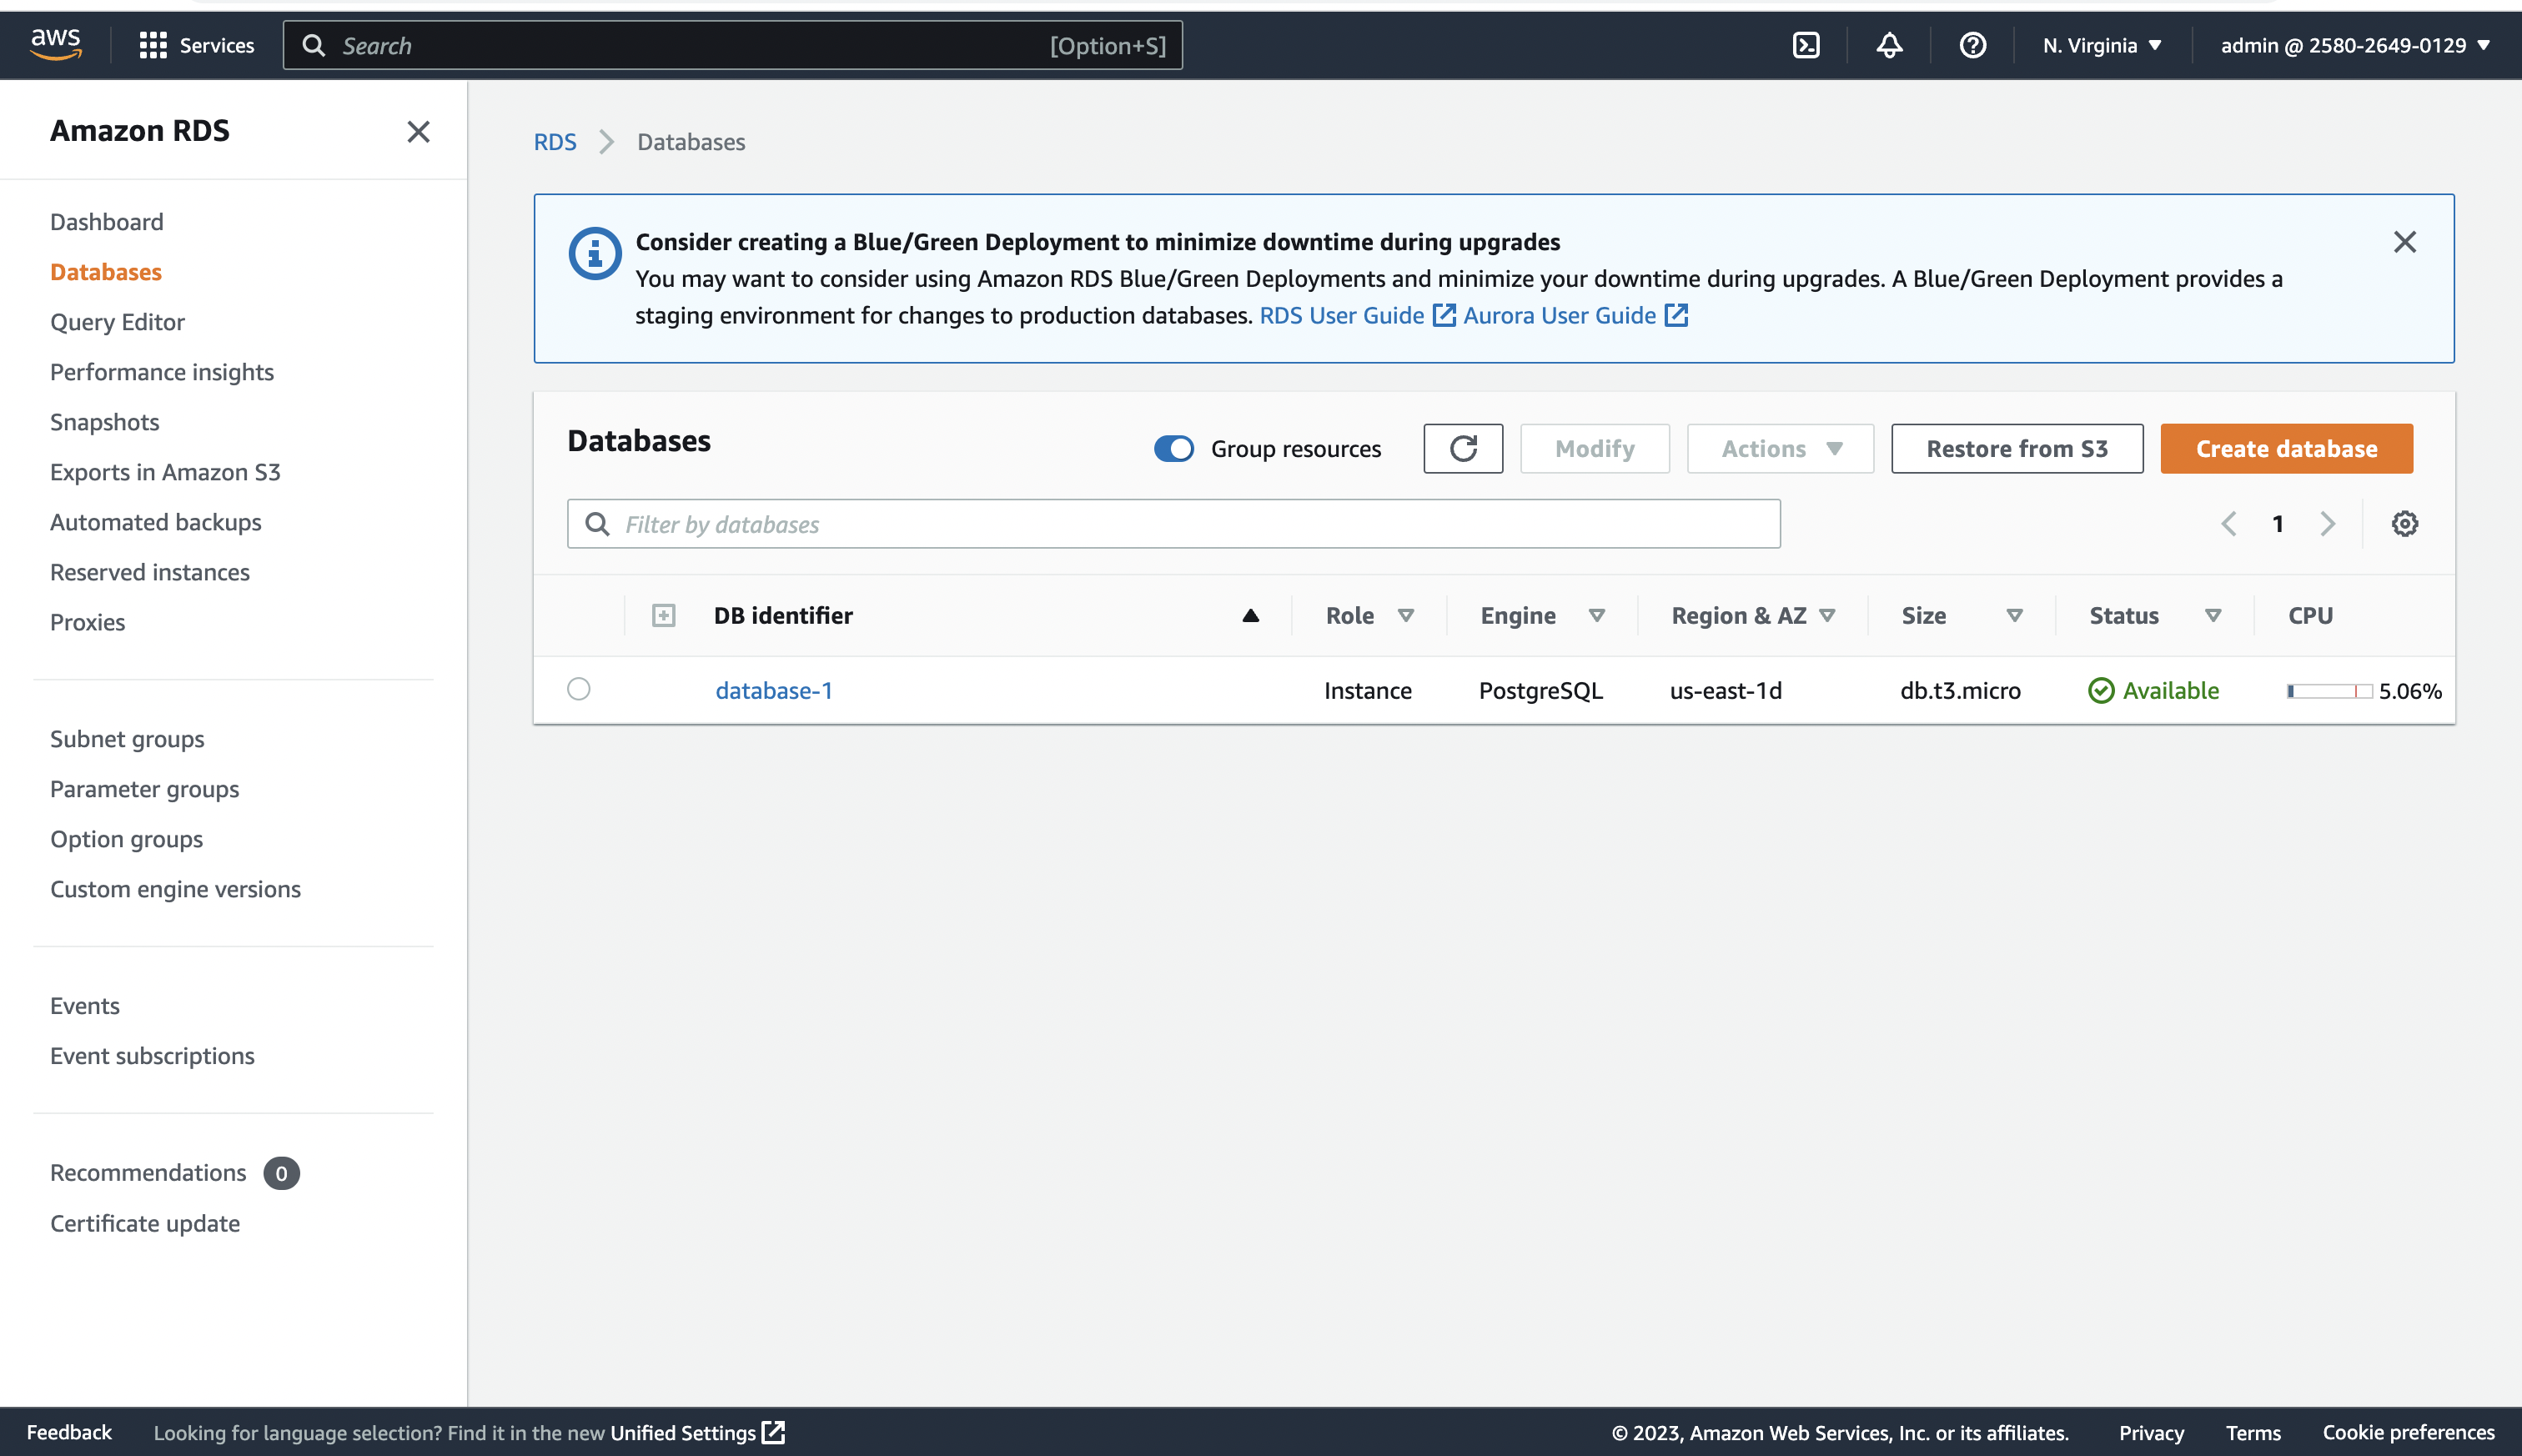 aws
Services
Search
[Option+S]
N. Virginia
admin @ 2580-2649-0129
Amazon RDS
Dashboard
Databases
Query Editor
Performance insights
Snapshots
Exports in Amazon S3
Automated backups
Reserved instances
Proxies
Subnet groups
Parameter groups
Option groups
Custom engine versions
Events
Event subscriptions
Recommendations 0
Certificate update
RDS > Databases
Consider creating a Blue/Green Deployment to minimize downtime during upgrades
You may want to consider using Amazon RDS Blue/Green Deployments and minimize your downtime during upgrades. A Blue/Green Deployment provides a
staging environment for changes to production databases. RDS User Guide Aurora User Guide
Databases
Group resources
Modify
Actions
Restore from S3
Create database
Filter by databases
1
DB identifier Role Engine Region & AZ Size Status CPU
database-1 Instance PostgreSQL us-east-1d db.t3.micro Available 5.06%
Feedback
Looking for language selection? Find it in the new Unified Settings
© 2023, Amazon Web Services, Inc. or its affiliates.
Privacy
Terms
Cookie preferences